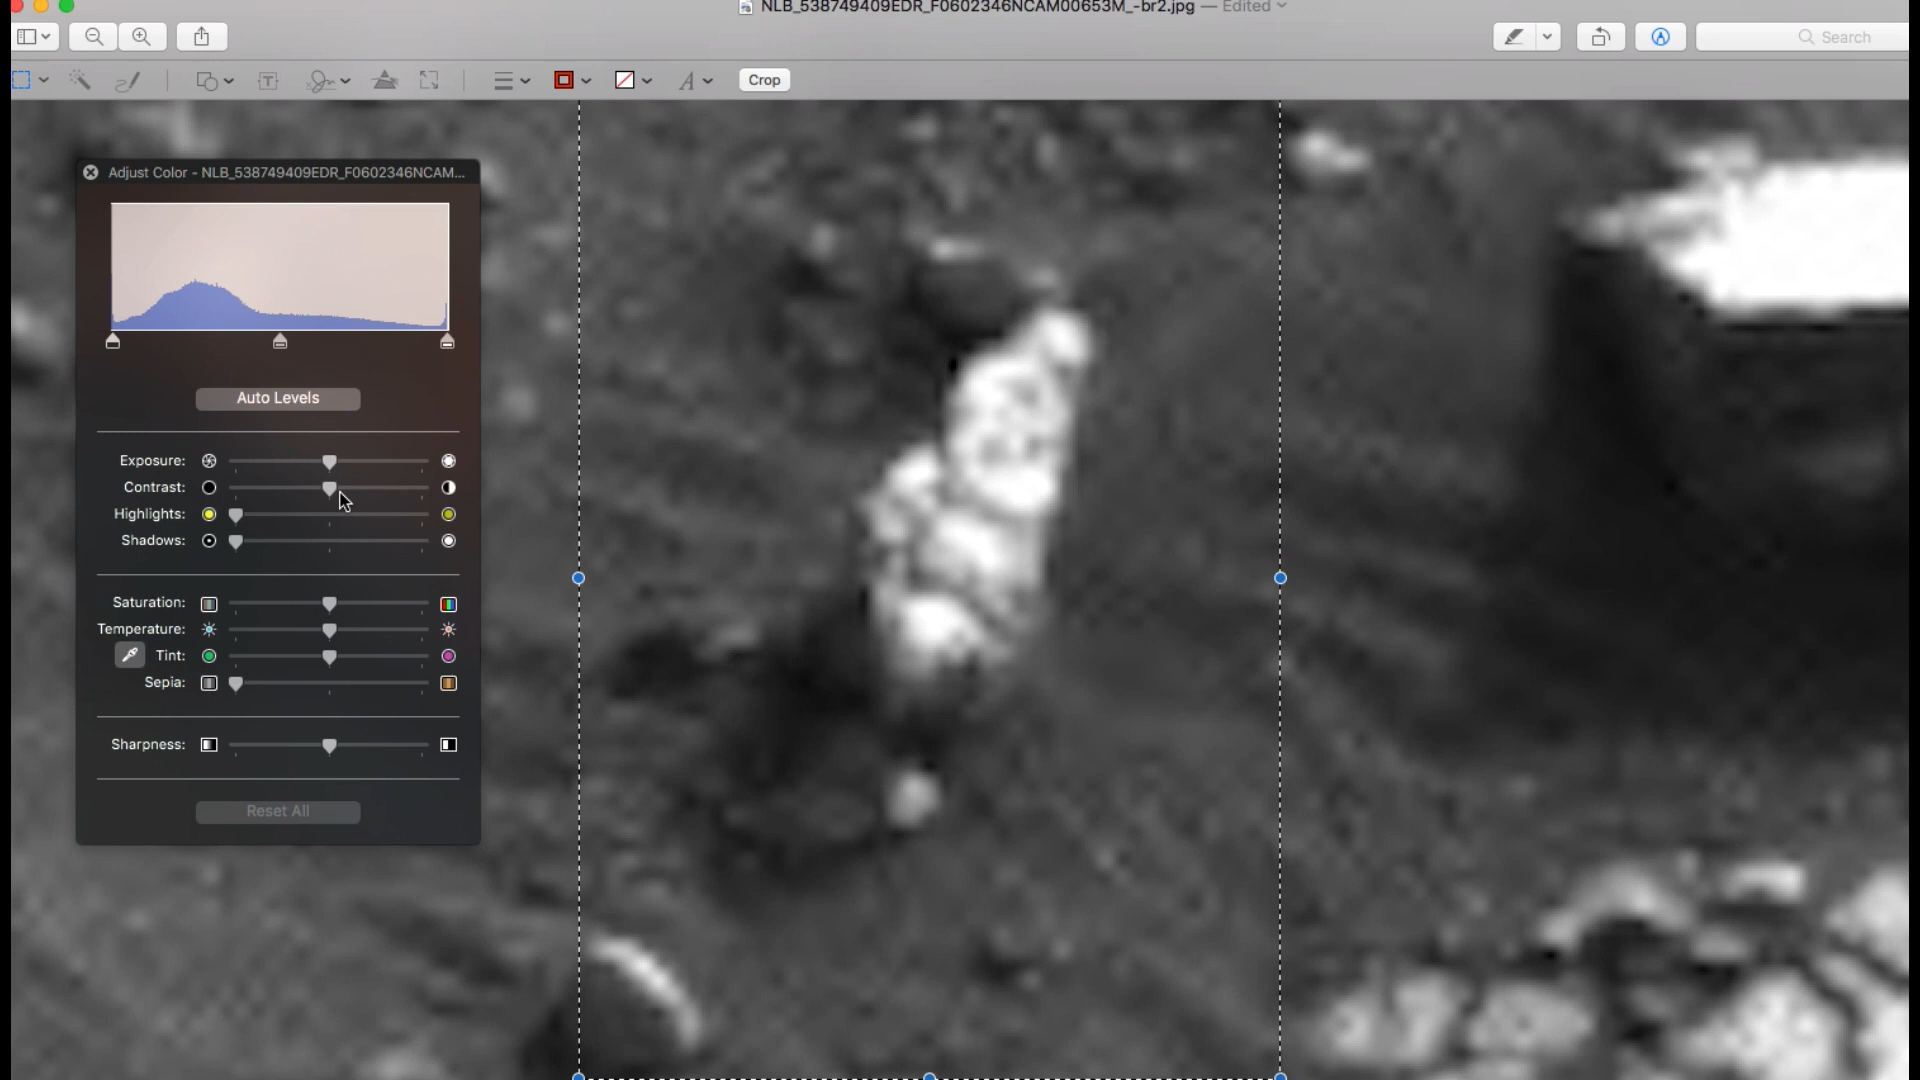 NLB_538749409EDR_F0602346NCAM00653M_-br2.jpg — Edited
Search
Crop
Adjust Color - NLB_538749409EDR_F0602346NCAM...
Auto Levels
Exposure:
Contrast:
Highlights:
Shadows:
Saturation:
Temperature:
Tint:
Sepia:
Sharpness:
Reset All